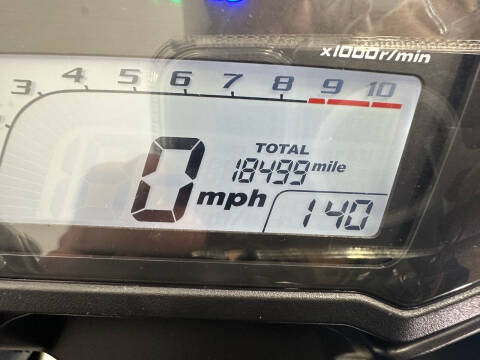 x1000r/min
3 4 5 6 7 8 9 10
TOTAL
18499 mile
0 mph
140